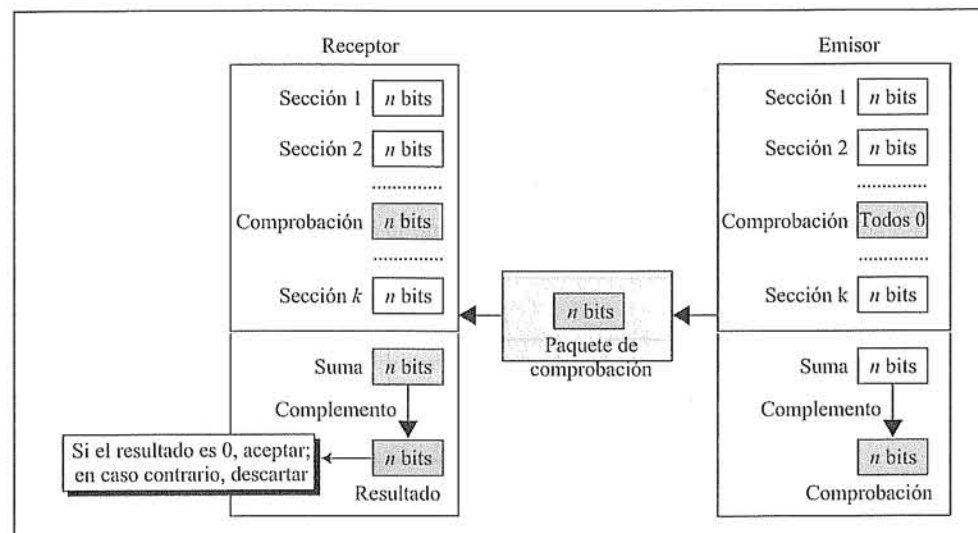 Receptor
Sección 1 n bits
Sección 2 n bits
Comprobación n bits
Sección k n bits
Suma n bits
Complemento
n bits
Resultado
Si el resultado es 0, aceptar;
en caso contrario, descartar
n bits
Paquete de
comprobación
Emisor
Sección 1 n bits
Sección 2 n bits
Comprobación Todos 0
Sección k n bits
Suma n bits
Complemento
n bits
Comprobación